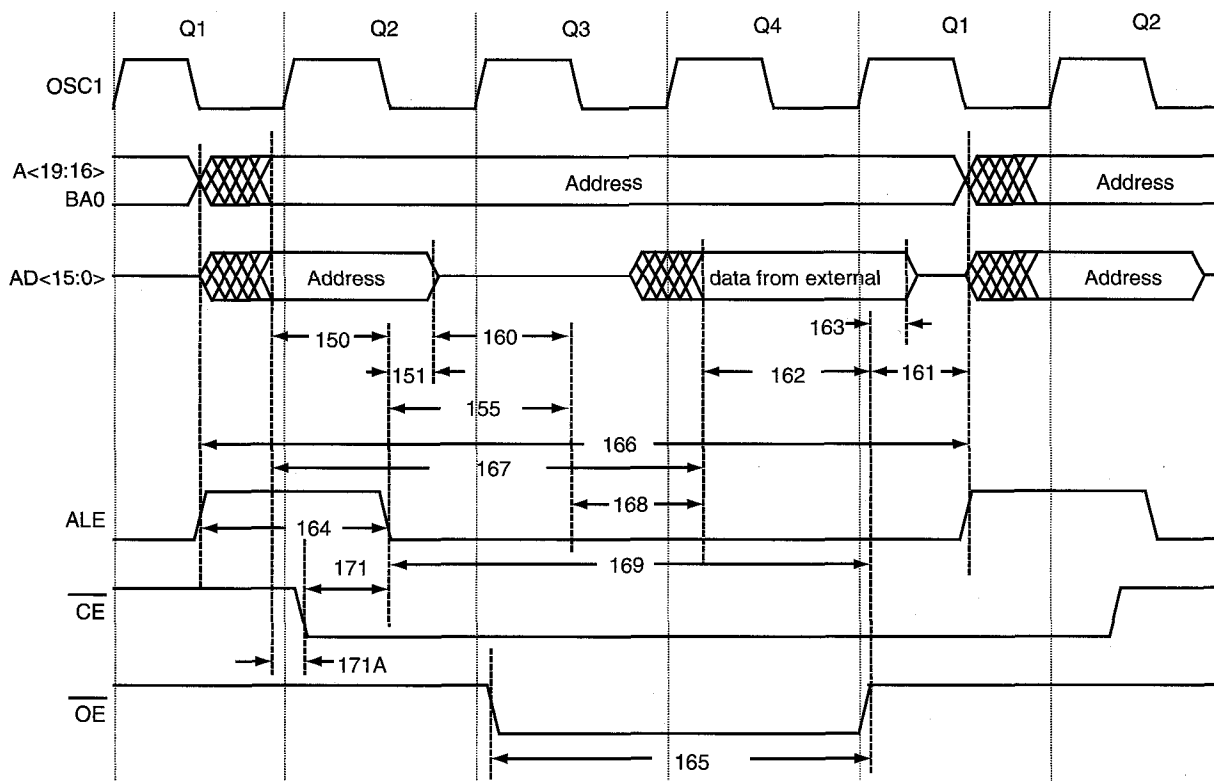 Q1 Q2 Q3 Q4 Q1 Q2
OSC1
A<19:16>
BA0
Address Address
AD<15:0>
Address data from external Address
163
150 160
151 162 161
155
166
167
168
ALE
164
169
171
CE
171A
OE
165